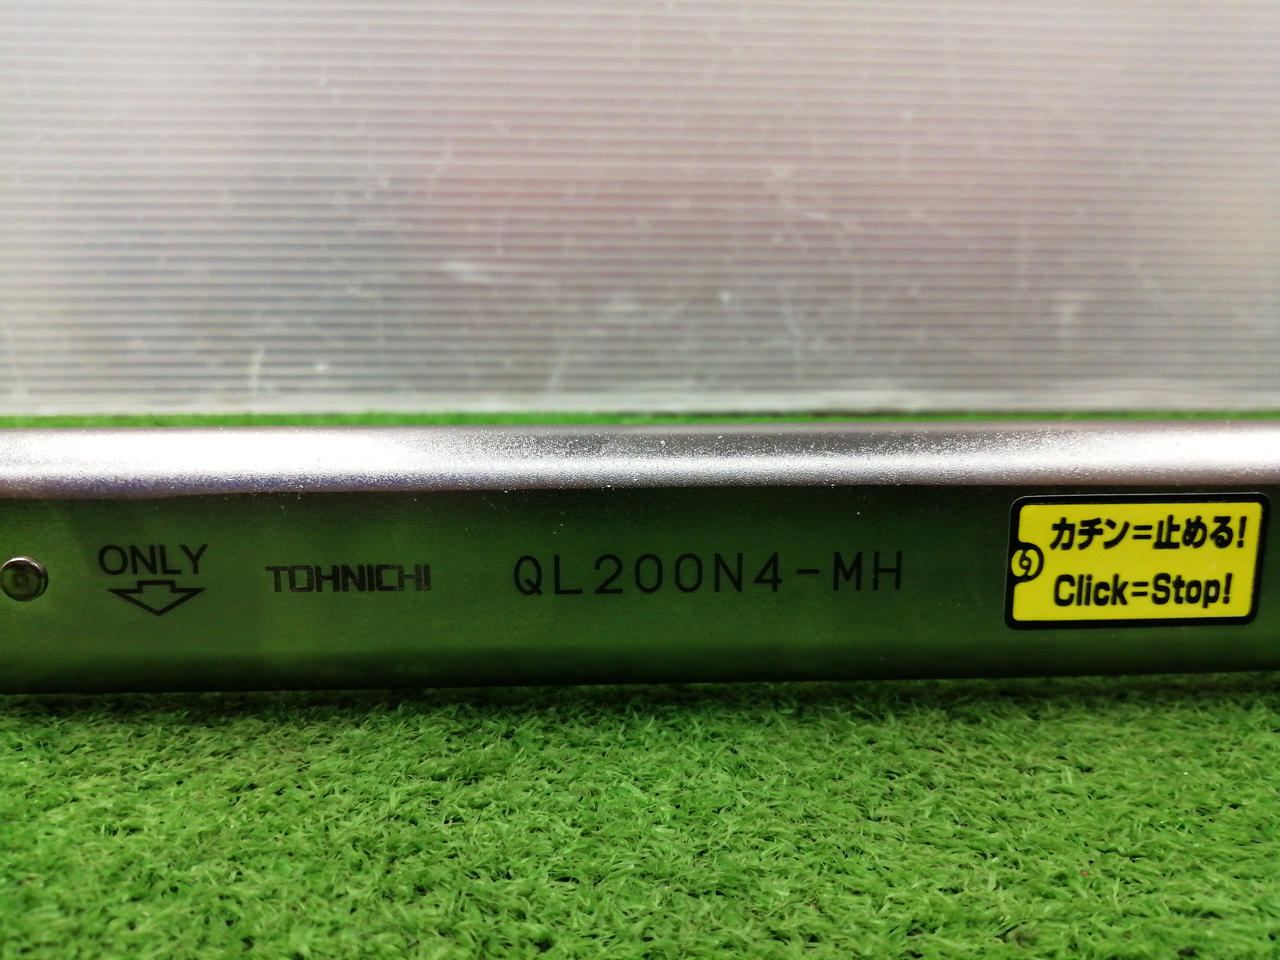 ONLY
TOHNICHI
QL200N4-MH
カチン=止める!
Click=Stop!